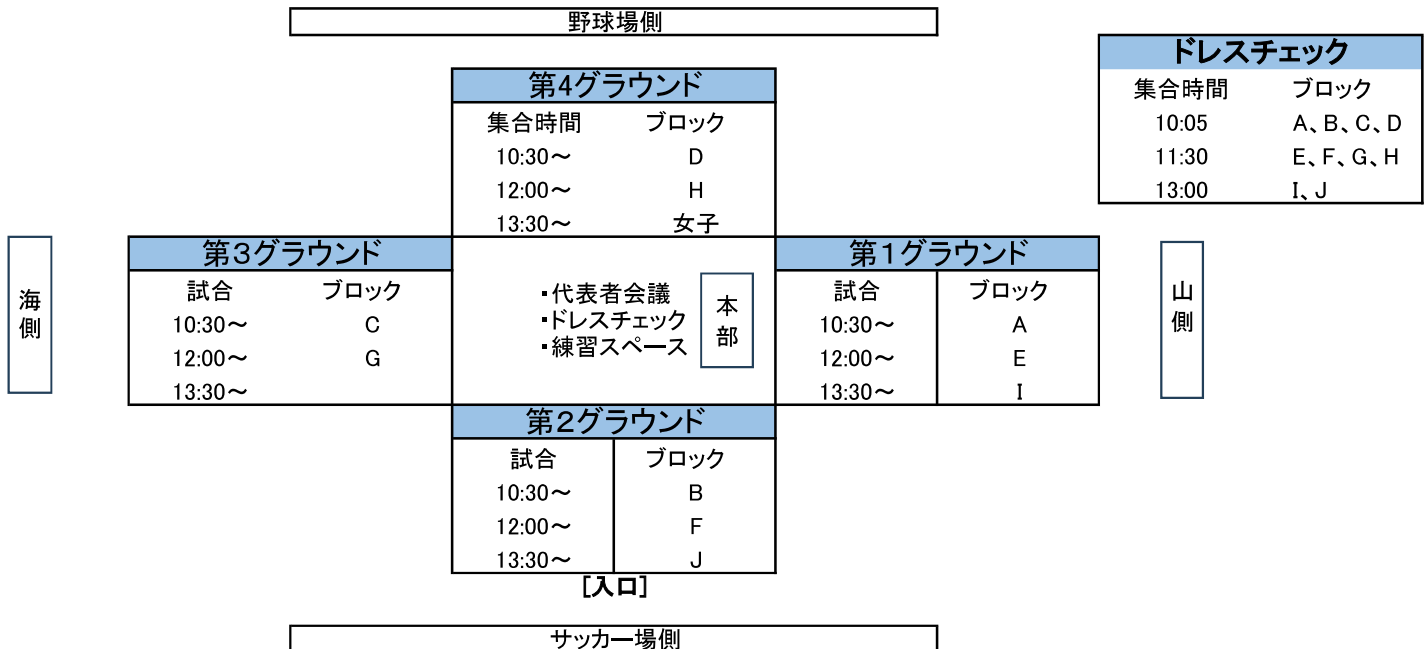 野球場側
ドレスチェック
集合時間 ブロック
10:05 A、B、C、D
11:30 E、F、G、H
13:00 I、J
第4グラウンド
集合時間 ブロック
10:30～ D
12:00～ H
13:30～ 女子
海側
第3グラウンド
試合 ブロック
10:30～ C
12:00～ G
13:30～
・代表者会議
・ドレスチェック
・練習スペース
本部
第1グラウンド
試合 ブロック
10:30～ A
12:00～ E
13:30～ I
山側
第2グラウンド
試合 ブロック
10:30～ B
12:00～ F
13:30～ J
[入口]
サッカー場側